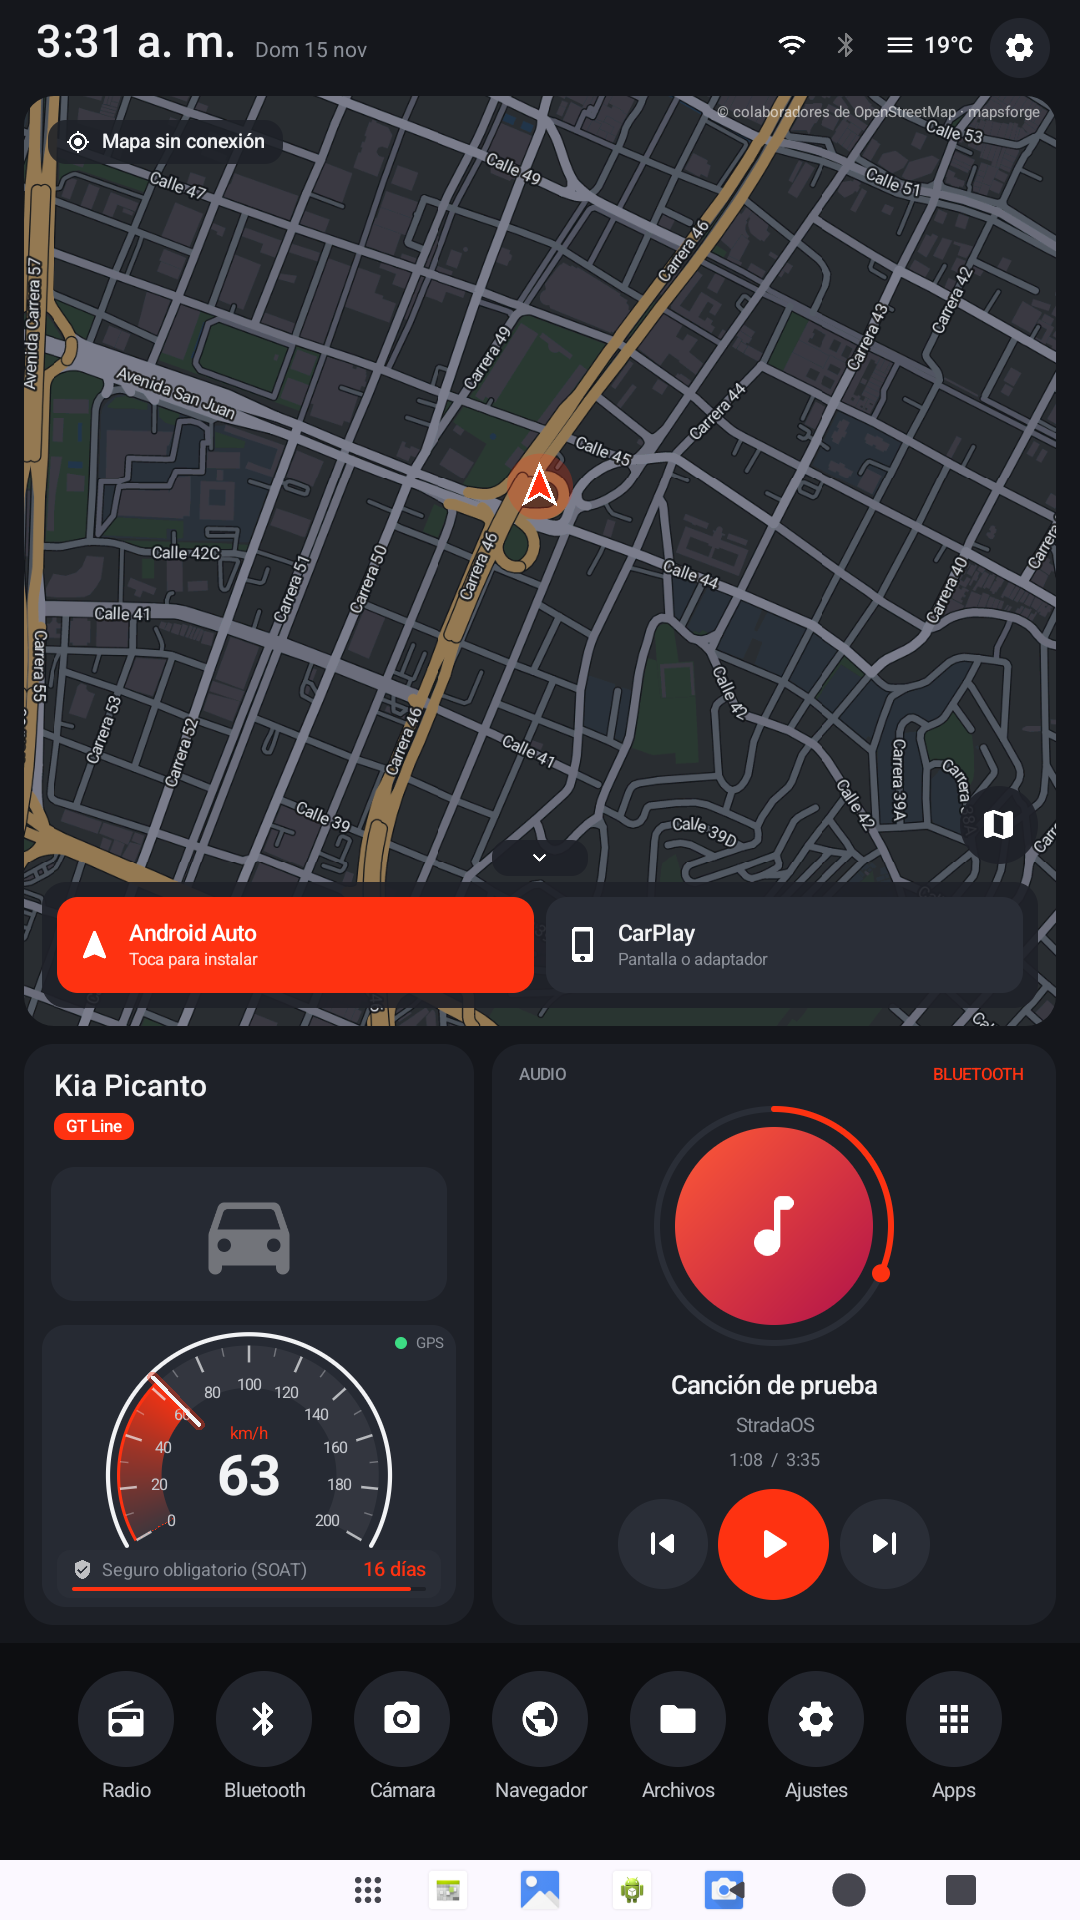 3:31 a. m. Dom 15 nov
19°C
© colaboradores de OpenStreetMap · mapsforge
Mapa sin conexión
Calle 53
Calle 49
Calle 51
Calle 47
Carrera 46
Avenida Carrera 57
Carrera 42
Carrera 43
Carrera 49
Avenida San Juan
Carrera 44
Calle 45
Calle 42C
Carrera 51
Carrera 50
Carrera 46
Calle 44
Carrera 40
Calle 41
Carrera 55
Calle 42
Carrera 53
Carrera 52
Carrera 46
Calle 41
Carrera 39A
Calle 42
Calle 39
Calle 39D
Android Auto
Toca para instalar
CarPlay
Pantalla o adaptador
Kia Picanto
GT Line
GPS
0
20
40
60
80
100
120
140
160
180
200
km/h
63
Seguro obligatorio (SOAT) 16 días
AUDIO BLUETOOTH
Canción de prueba
StradaOS
1:08 / 3:35
Radio
Bluetooth
Cámara
Navegador
Archivos
Ajustes
Apps